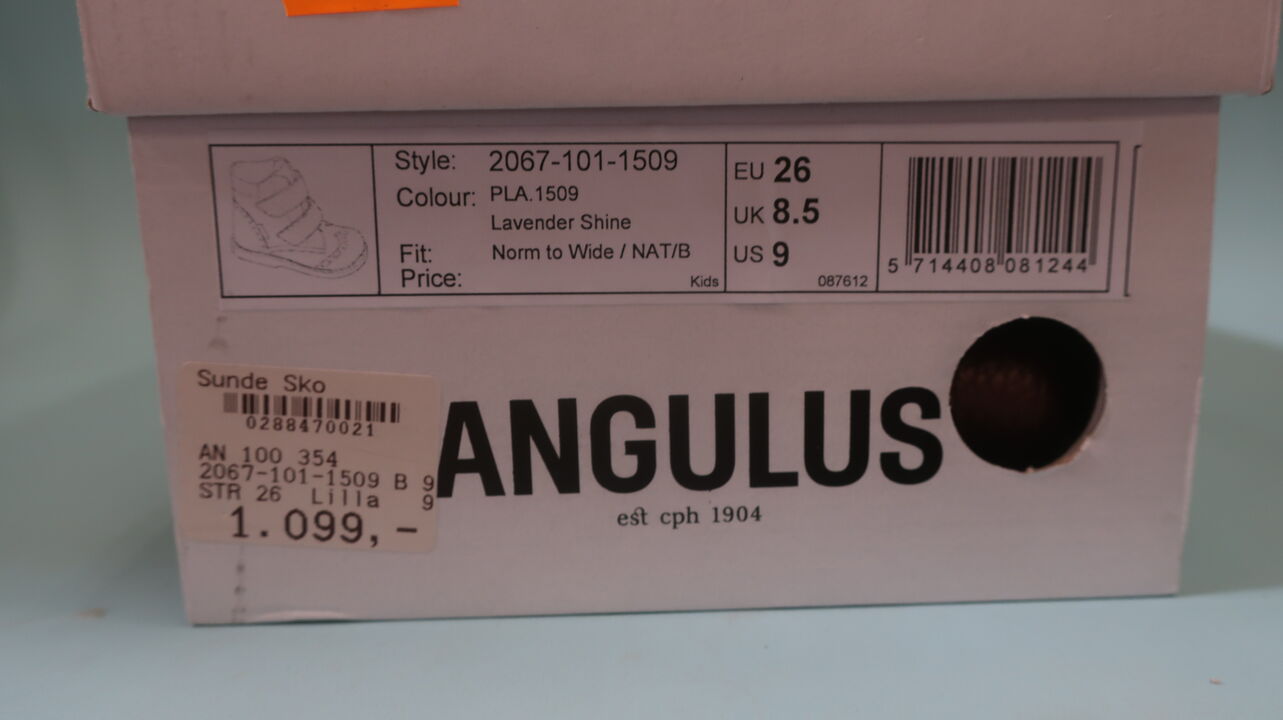 Style: 2067-101-1509
Colour: PLA.1509
Lavender Shine
Fit: Norm to Wide / NAT/B
Price:
Kids
EU 26
UK 8.5
US 9
087612
5 714408 081244
Sunde Sko
0288470021
AN 100 354
2067-101-1509 B 9
STR 26 Lilla 9
1.099,-
ANGULUS
est cph 1904